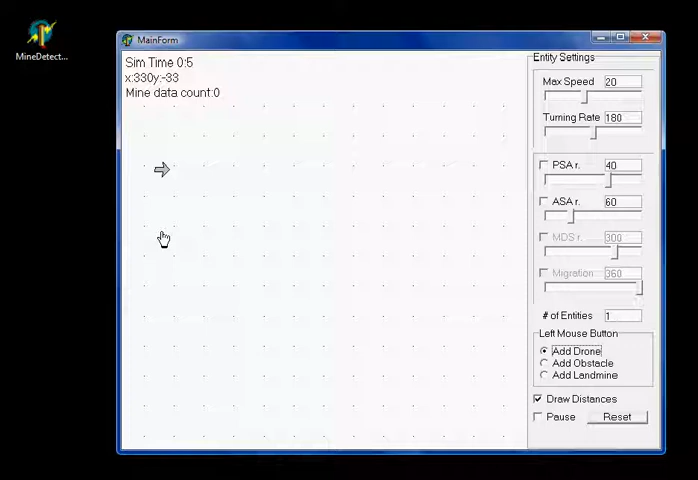 MineDetect...
MainForm
Sim Time 0:5
x:330y:-33
Mine data count:0
Entity Settings
Max Speed 20
Turning Rate 180
PSA r. 40
ASA r. 60
MDS r. 300
Migration 360
# of Entities 1
Left Mouse Button
Add Drone
Add Obstacle
Add Landmine
Draw Distances
Pause Reset